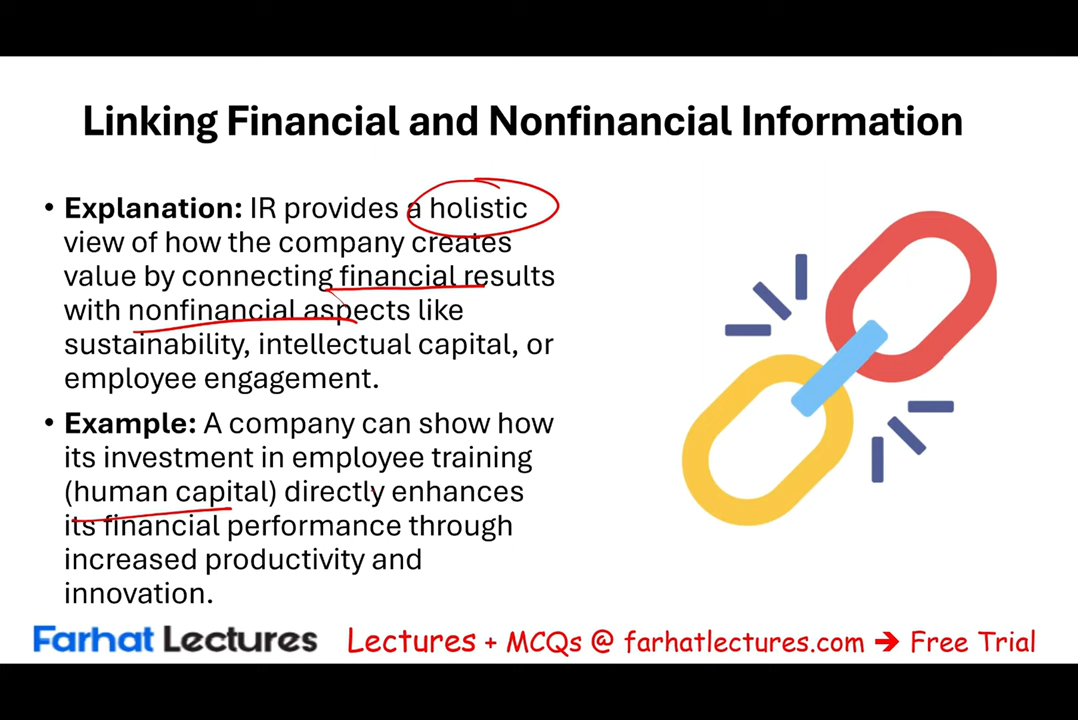 Linking Financial and Nonfinancial Information
• Explanation: IR provides a holistic
view of how the company creates
value by connecting financial results
with nonfinancial aspects like
sustainability, intellectual capital, or
employee engagement.
• Example: A company can show how
its investment in employee training
(human capital) directly enhances
its financial performance through
increased productivity and
innovation.
Farhat Lectures Lectures + MCQs @ farhatlectures.com → Free Trial